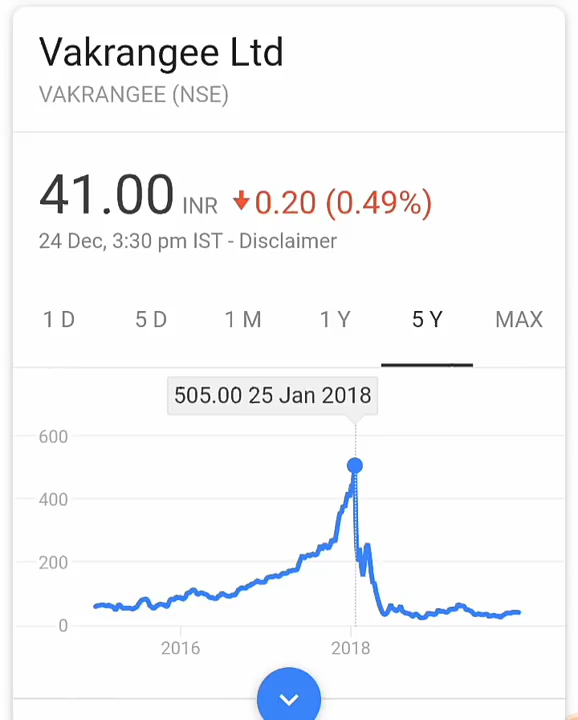 Vakrangee Ltd
VAKRANGEE (NSE)
41.00 INR ↓0.20 (0.49%)
24 Dec, 3:30 pm IST - Disclaimer
1 D 5 D 1 M 1 Y 5 Y MAX
505.00 25 Jan 2018
600
400
200
0
2016 2018